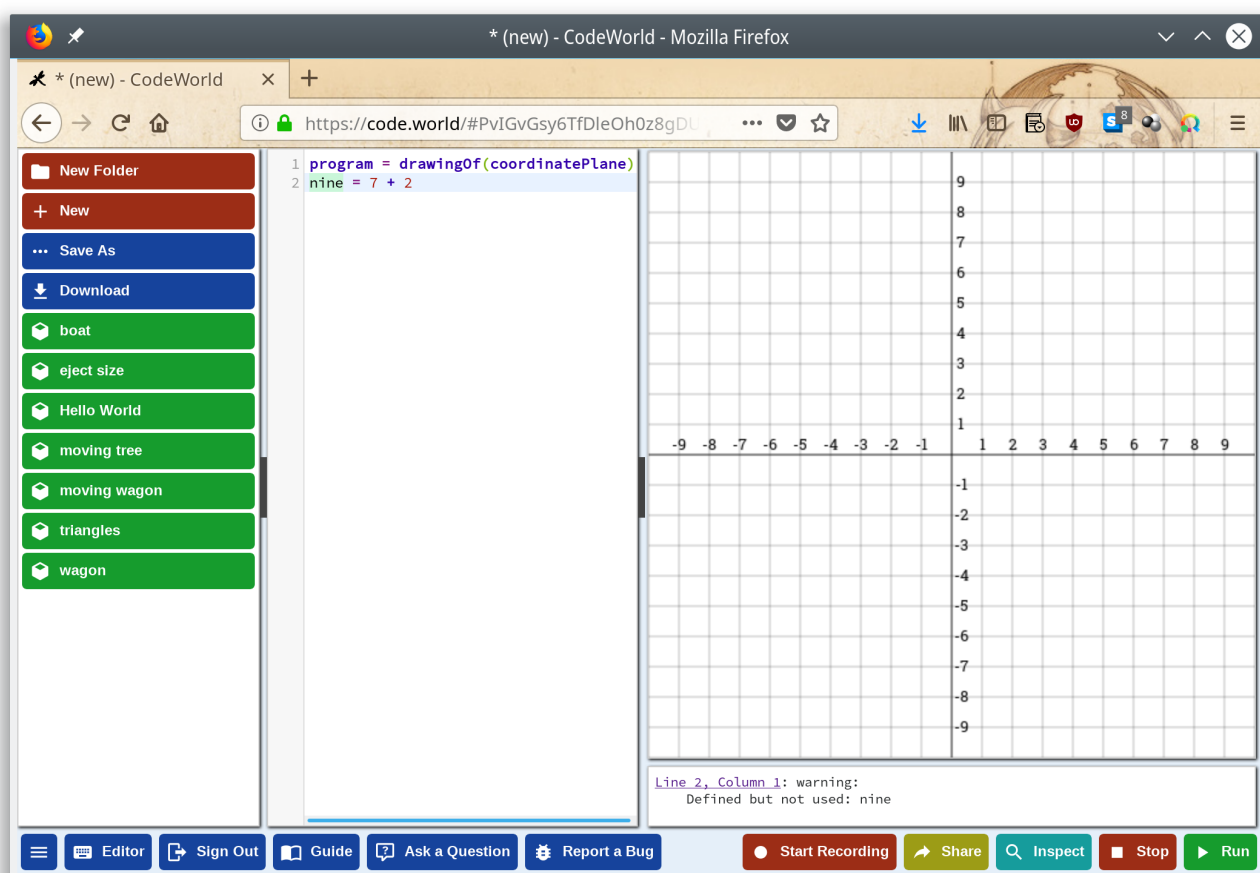 * (new) - CodeWorld - Mozilla Firefox
* (new) - CodeWorld
https://code.world/#PvIGvGsy6TfDleOh0z8gDU
8
New Folder
New
Save As
Download
boat
eject size
Hello World
moving tree
moving wagon
triangles
wagon
1 program = drawingOf(coordinatePlane)
2 nine = 7 + 2
9
8
7
6
5
4
3
2
1
-9 -8 -7 -6 -5 -4 -3 -2 -1 1 2 3 4 5 6 7 8 9
-1
-2
-3
-4
-5
-6
-7
-8
-9
Line 2, Column 1: warning:
Defined but not used: nine
Editor Sign Out Guide Ask a Question Report a Bug Start Recording Share Inspect Stop Run